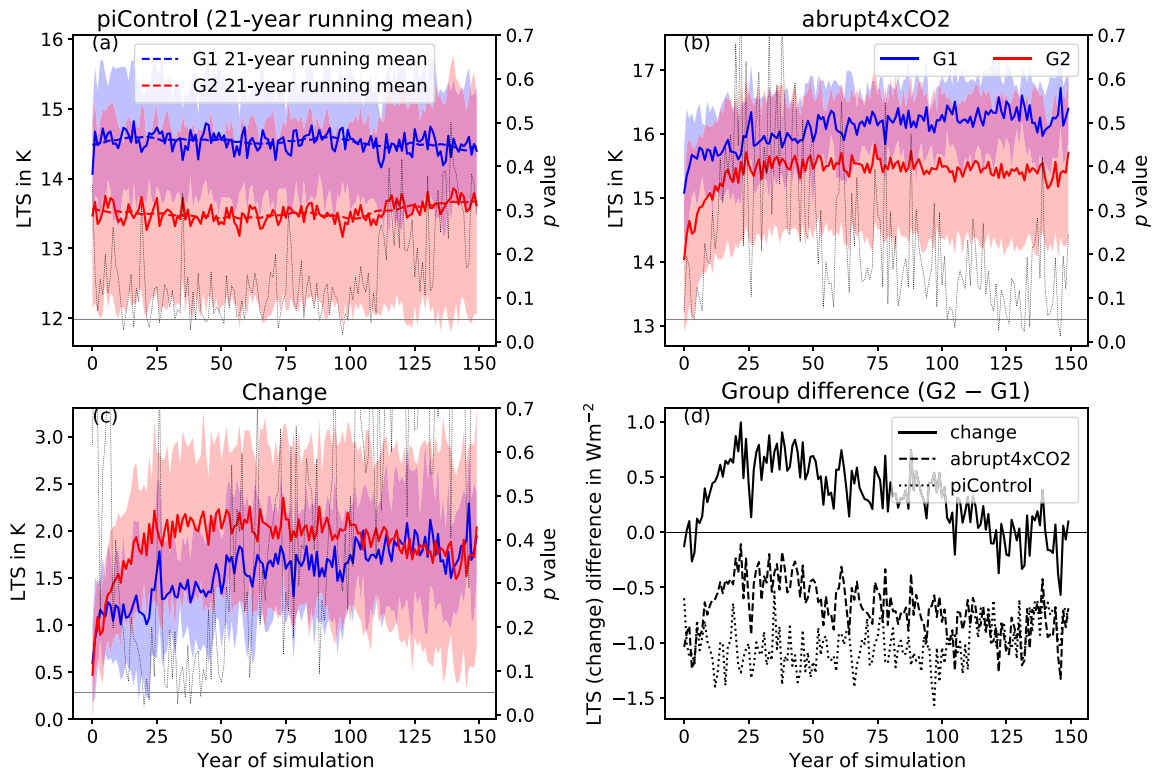 piControl (21-year running mean)
(a)
G1 21-year running mean
G2 21-year running mean
16
15
14
13
12
LTS in K
0.7
0.6
0.5
0.4
0.3
0.2
0.1
0.0
p value
0 25 50 75 100 125 150
abrupt4xCO2
(b)
G1 G2
17
16
15
14
13
LTS in K
0.7
0.6
0.5
0.4
0.3
0.2
0.1
0.0
p value
0 25 50 75 100 125 150
Change
(c)
3.0
2.5
2.0
1.5
1.0
0.5
0.0
LTS in K
0.7
0.6
0.5
0.4
0.3
0.2
0.1
0.0
p value
0 25 50 75 100 125 150
Year of simulation
Group difference (G2 − G1)
(d)
change
abrupt4xCO2
piControl
1.0
0.5
0.0
−0.5
−1.0
−1.5
LTS (change) difference in Wm⁻²
0 25 50 75 100 125 150
Year of simulation